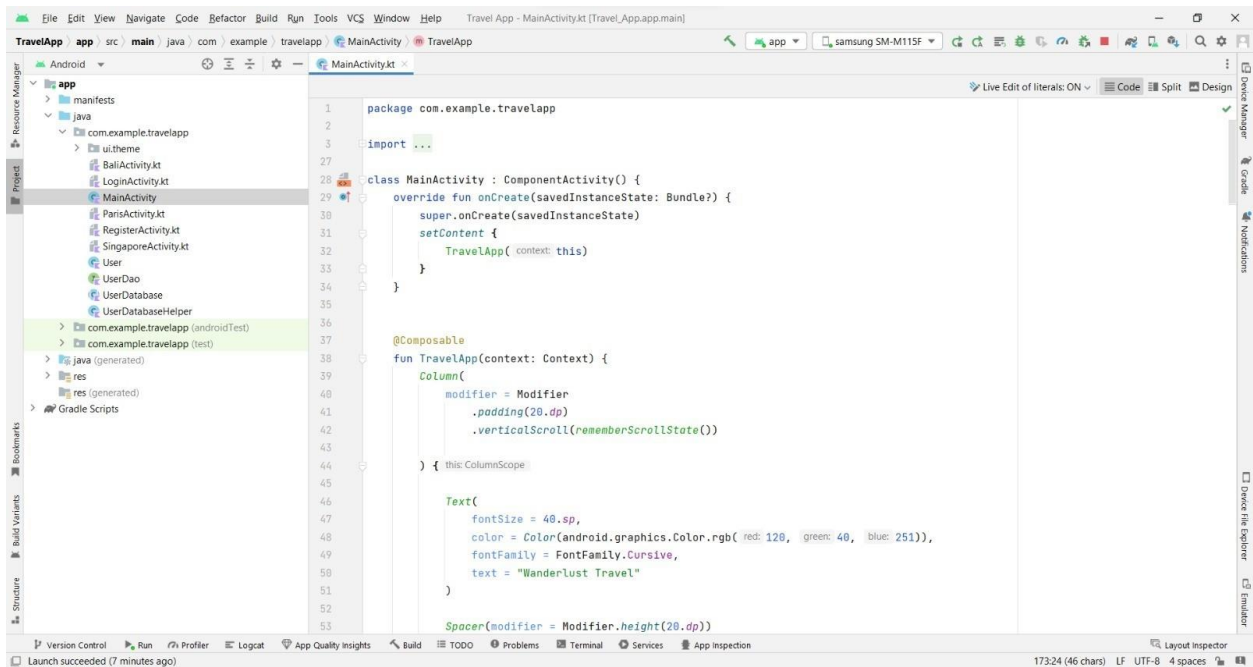 File Edit View Navigate Code Refactor Build Run Tools VCS Window Help Travel App - MainActivity.kt [Travel_App.app.main]
TravelApp app src main java com example travelapp MainActivity TravelApp app samsung SM-M115F
Android
MainActivity.kt
Live Edit of literals: ON Code Split Design
Resource Manager
Project
Bookmarks
Build Variants
Structure
app
manifests
java
com.example.travelapp
ui.theme
BaliActivity.kt
LoginActivity.kt
MainActivity
ParisActivity.kt
RegisterActivity.kt
SingaporeActivity.kt
User
UserDao
UserDatabase
UserDatabaseHelper
com.example.travelapp (androidTest)
com.example.travelapp (test)
java (generated)
res
res (generated)
Gradle Scripts
1 package com.example.travelapp
2
3 import ...
27
28 class MainActivity : ComponentActivity() {
29 override fun onCreate(savedInstanceState: Bundle?) {
30 super.onCreate(savedInstanceState)
31 setContent {
32 TravelApp( context: this)
33 }
34 }
35
36
37 @Composable
38 fun TravelApp(context: Context) {
39 Column(
40 modifier = Modifier
41 .padding(20.dp)
42 .verticalScroll(rememberScrollState())
43
44 ) { this: ColumnScope
45
46 Text(
47 fontSize = 40.sp,
48 color = Color(android.graphics.Color.rgb( red: 120, green: 40, blue: 251)),
49 fontFamily = FontFamily.Cursive,
50 text = "Wanderlust Travel"
51 )
52
53 Spacer(modifier = Modifier.height(20.dp))
Device Manager
Gradle
Notifications
Device File Explorer
Emulator
Version Control Run Profiler Logcat App Quality Insights Build TODO Problems Terminal Services App Inspection Layout Inspector
Launch succeeded (7 minutes ago) 173:24 (46 chars) LF UTF-8 4 spaces